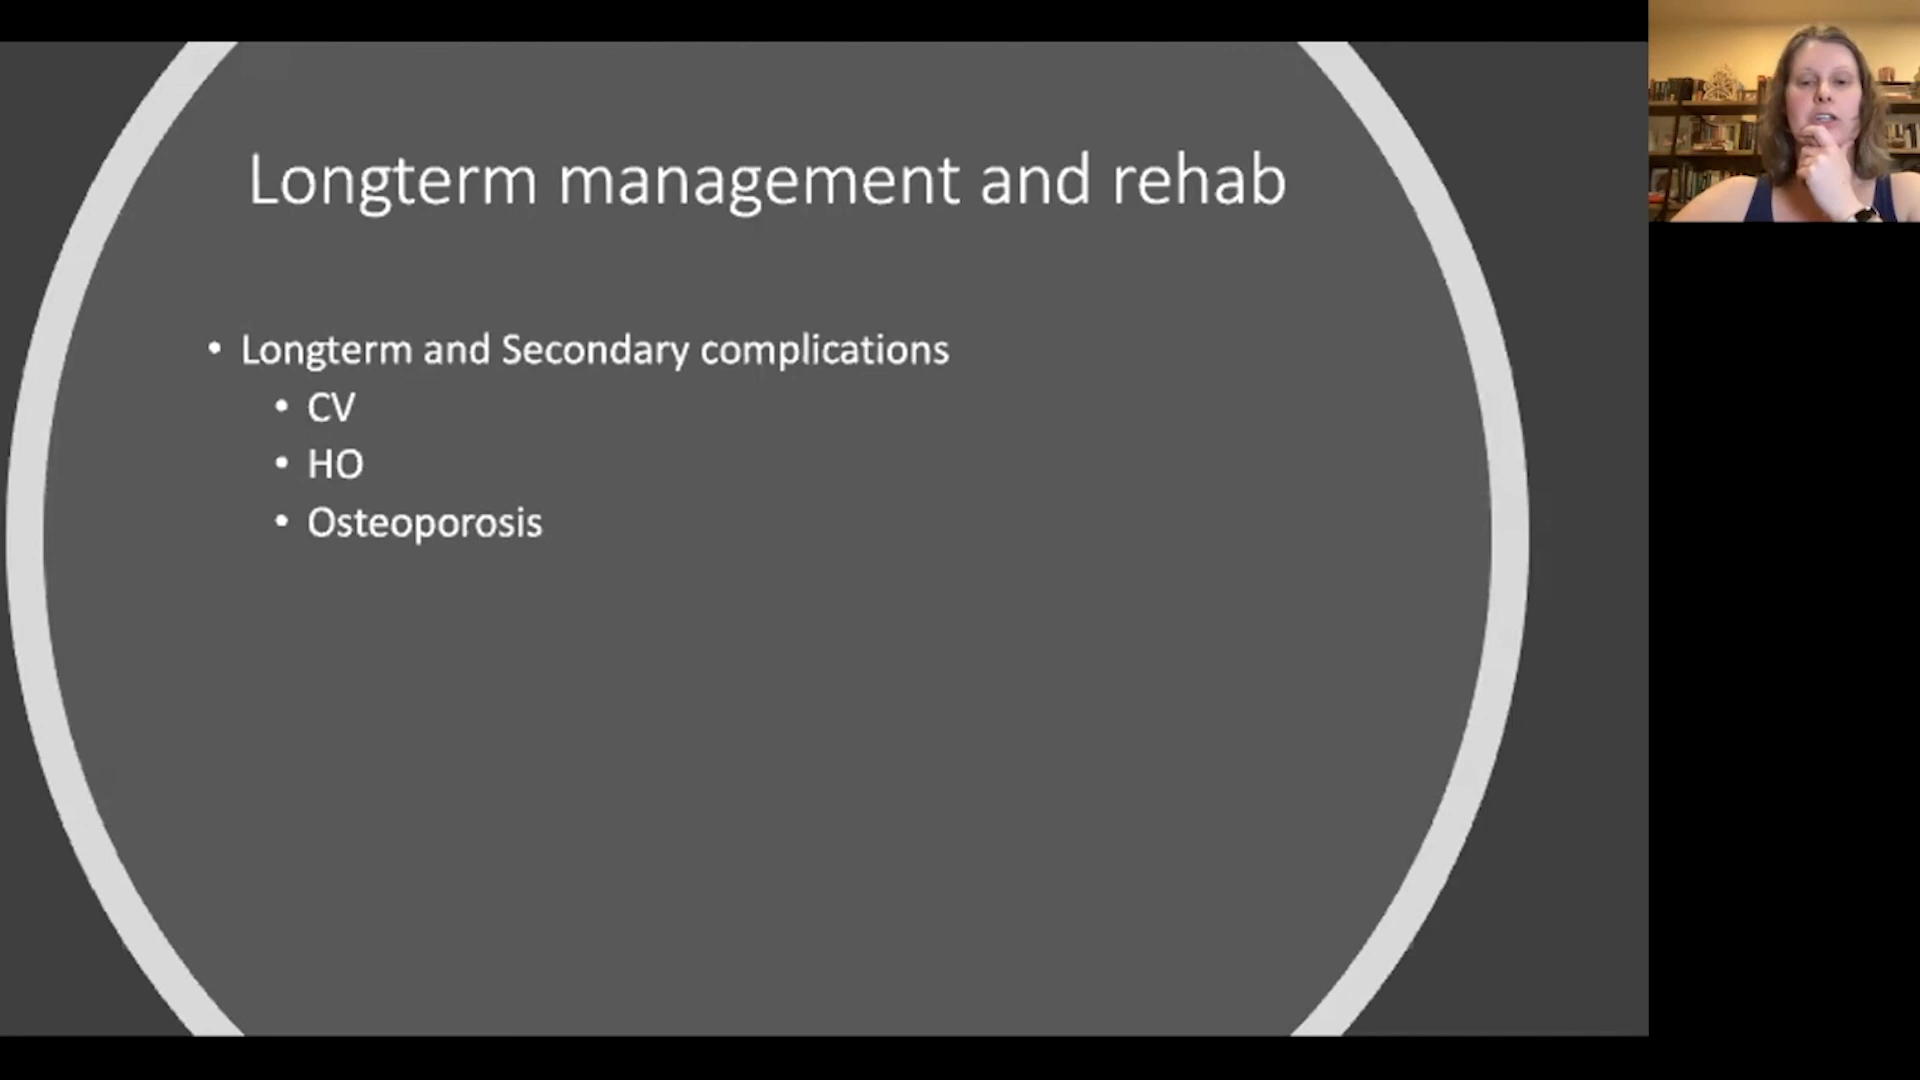 Longterm management and rehab
• Longterm and Secondary complications
• CV
• HO
• Osteoporosis